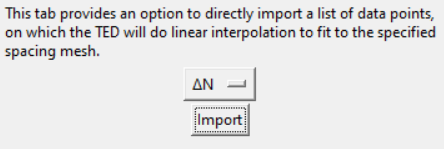 This tab provides an option to directly import a list of data points,
on which the TED will do linear interpolation to fit to the specified
spacing mesh.
ΔN
Import